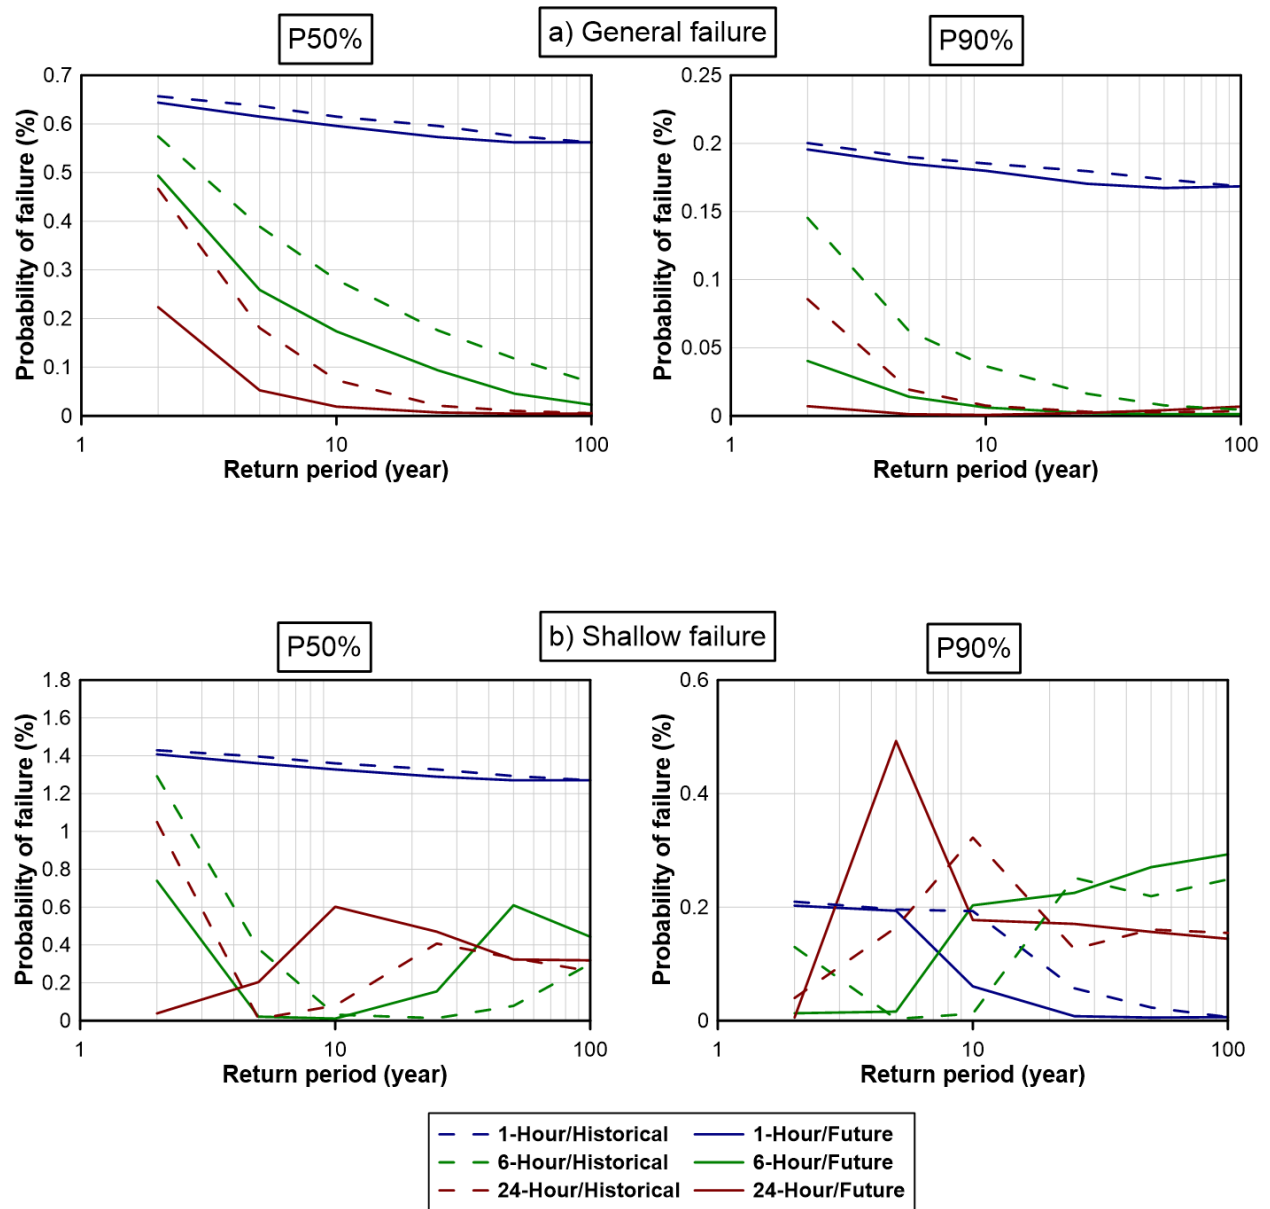 a) General failure
P50%
P90%
0.7
0.6
0.5
0.4
0.3
0.2
0.1
0
Probability of failure (%)
1
10
100
Return period (year)
0.25
0.2
0.15
0.1
0.05
0
Probability of failure (%)
1
10
100
Return period (year)
b) Shallow failure
P50%
P90%
1.8
1.6
1.4
1.2
1
0.8
0.6
0.4
0.2
0
Probability of failure (%)
1
10
100
Return period (year)
0.6
0.4
0.2
0
Probability of failure (%)
1
10
100
Return period (year)
1-Hour/Historical 1-Hour/Future
6-Hour/Historical 6-Hour/Future
24-Hour/Historical 24-Hour/Future